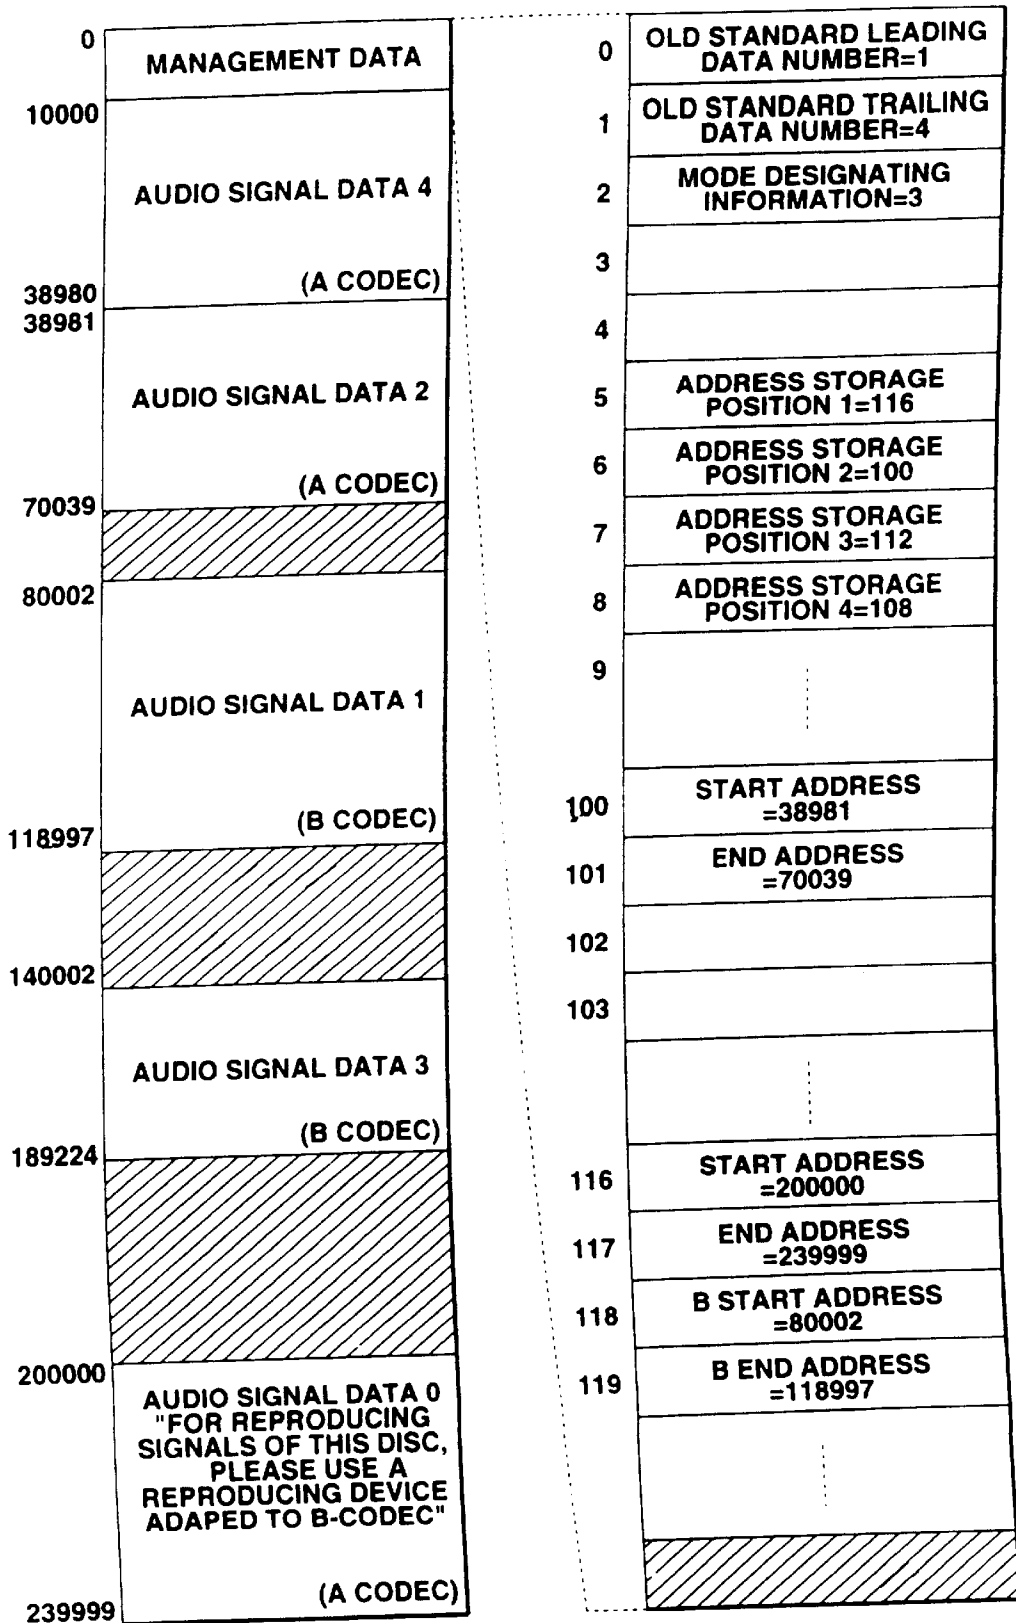 0
MANAGEMENT DATA
10000
AUDIO SIGNAL DATA 4
(A CODEC)
38980
38981
AUDIO SIGNAL DATA 2
(A CODEC)
70039
80002
AUDIO SIGNAL DATA 1
(B CODEC)
118997
140002
AUDIO SIGNAL DATA 3
(B CODEC)
189224
200000
AUDIO SIGNAL DATA 0
"FOR REPRODUCING
SIGNALS OF THIS DISC,
PLEASE USE A
REPRODUCING DEVICE
ADAPED TO B-CODEC"
(A CODEC)
239999
0
OLD STANDARD LEADING
DATA NUMBER=1
1
OLD STANDARD TRAILING
DATA NUMBER=4
2
MODE DESIGNATING
INFORMATION=3
3
4
5
ADDRESS STORAGE
POSITION 1=116
6
ADDRESS STORAGE
POSITION 2=100
7
ADDRESS STORAGE
POSITION 3=112
8
ADDRESS STORAGE
POSITION 4=108
9
100
START ADDRESS
=38981
101
END ADDRESS
=70039
102
103
116
START ADDRESS
=200000
117
END ADDRESS
=239999
118
B START ADDRESS
=80002
119
B END ADDRESS
=118997